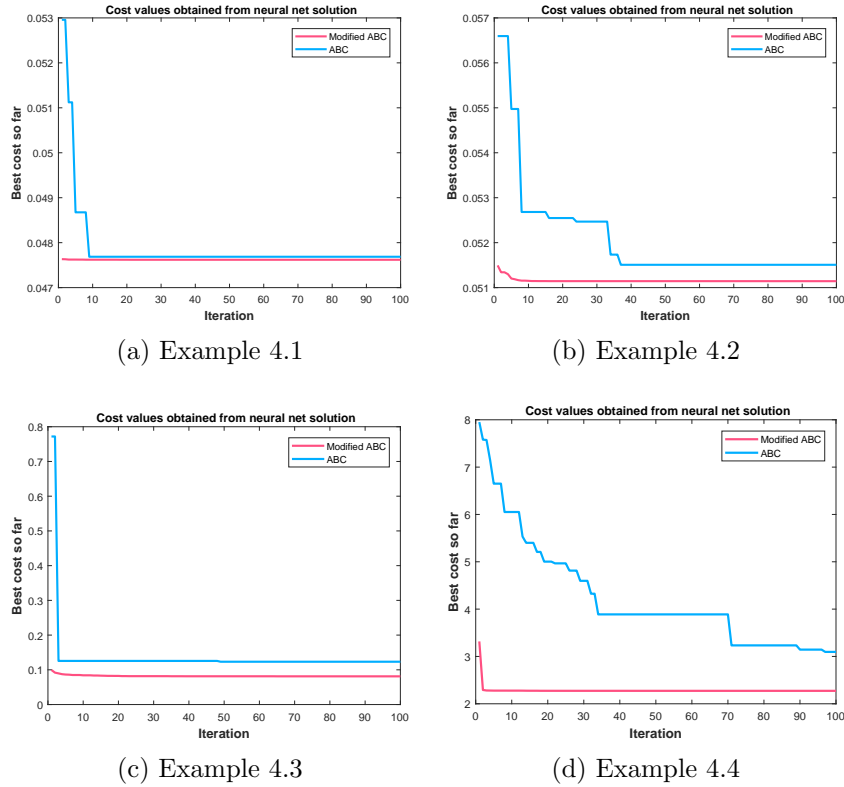 Cost values obtained from neural net solution
0.053
0.052
0.051
0.05
0.049
0.048
0.047
Best cost so far
Modified ABC
ABC
0 10 20 30 40 50 60 70 80 90 100
Iteration
(a) Example 4.1
Cost values obtained from neural net solution
0.057
0.056
0.055
0.054
0.053
0.052
0.051
Best cost so far
Modified ABC
ABC
0 10 20 30 40 50 60 70 80 90 100
Iteration
(b) Example 4.2
Cost values obtained from neural net solution
0.8
0.7
0.6
0.5
0.4
0.3
0.2
0.1
0
Best cost so far
Modified ABC
ABC
0 10 20 30 40 50 60 70 80 90 100
Iteration
(c) Example 4.3
Cost values obtained from neural net solution
8
7
6
5
4
3
2
Best cost so far
Modified ABC
ABC
0 10 20 30 40 50 60 70 80 90 100
Iteration
(d) Example 4.4